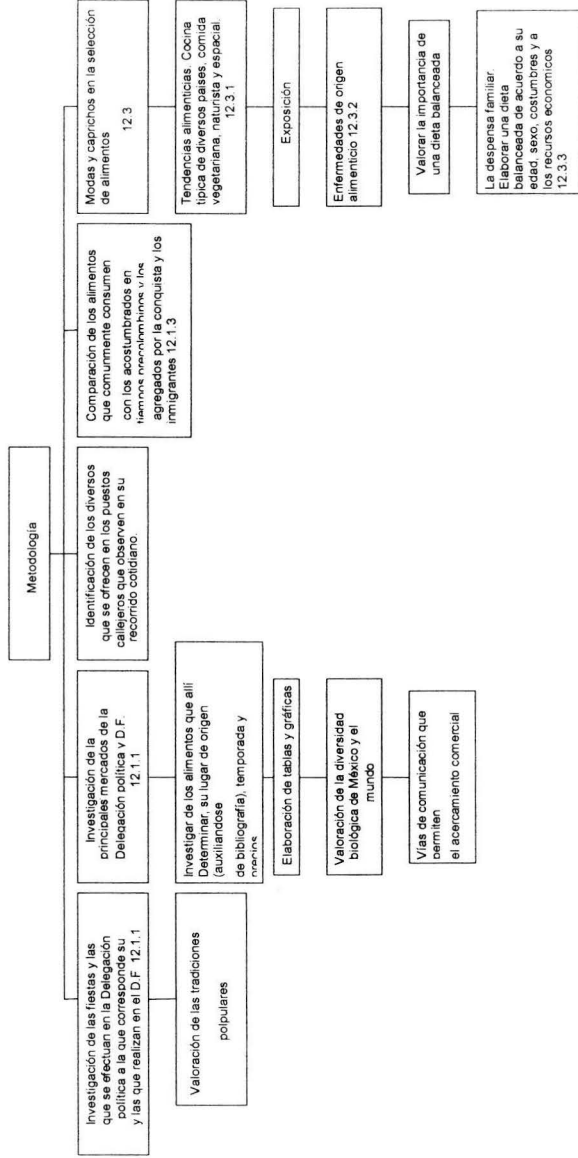 Metodología
Investigación de las fiestas y las
que se efectuan en la Delegación
política a la que corresponde su
y las que realizan en el D.F 12.1.1
Valoración de las tradiciones
polpulares
Investigación de la
principales mercados de la
Delegación política y D.F.
12.1.1
Investigar de los alimentos que allí
Determinar, su lugar de origen
(auxiliandose
de bibliografía), temporada y
precios
Elaboración de tablas y gráficas
Valoración de la diversidad
biológica de México y el
mundo
Vías de comunicación que
permiten
el acercamiento comercial
Identificación de los diversos
que se ofrecen en los puestos
callejeros que observen en su
recorrido cotidiano.
Comparación de los alimentos
que comunmente consumen
con los acostumbrados en
tiempos precolombinos y los
agregados por la conquista y los
inmigrantes 12.1.3
Modas y caprichos en la selección
de alimentos
12.3
Tendencias alimenticias. Cocina
típica de diversos países, comida
vegetariana, naturista y espacial.
12.3.1
Exposición
Enfermedades de origen
alimenticio 12.3.2
Valorar la importancia de
una dieta balanceada
La despensa familiar.
Elaborar una dieta
balanceada de acuerdo a su
edad, sexo, costumbres y a
los recursos economicos
12.3.3